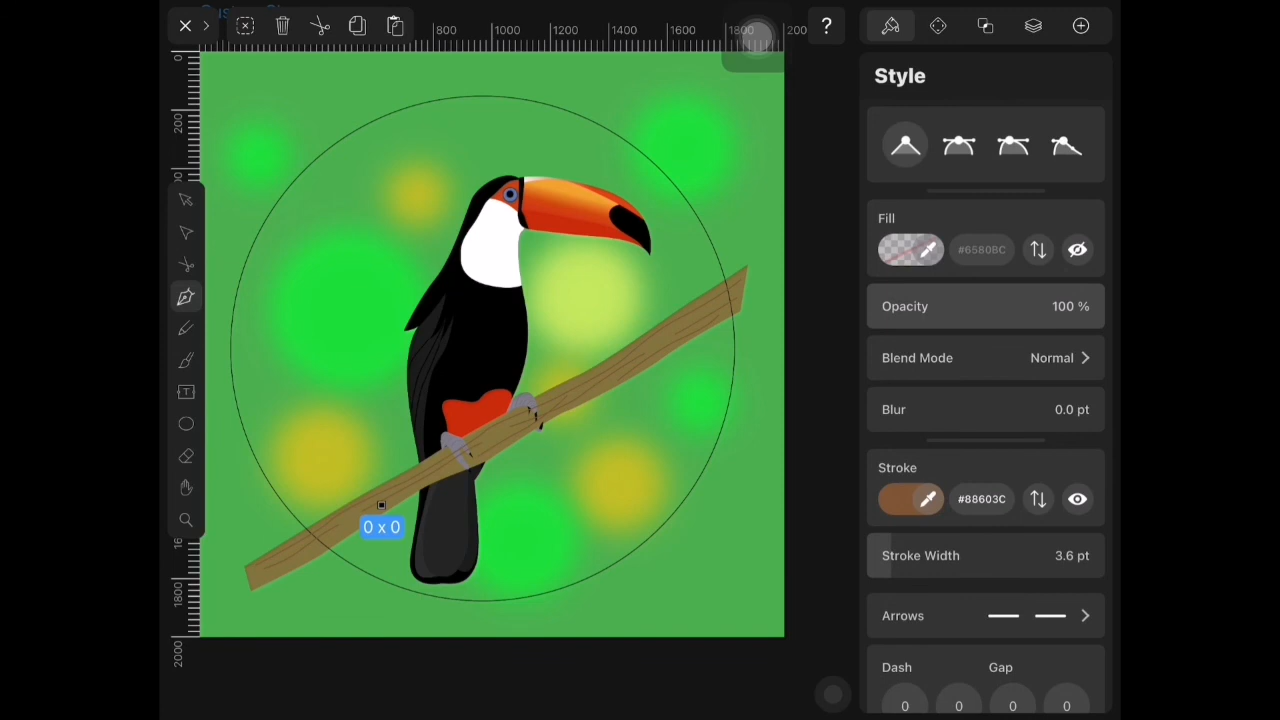 800 1000 1200 1400 1600 1800 200
?
Style
0
200
Fill
#6580BC
Opacity 100 %
Blend Mode Normal
Blur 0.0 pt
Stroke
#88603C
0 x 0
Stroke Width 3.6 pt
1800
Arrows
2000
Dash Gap
0 0 0 0